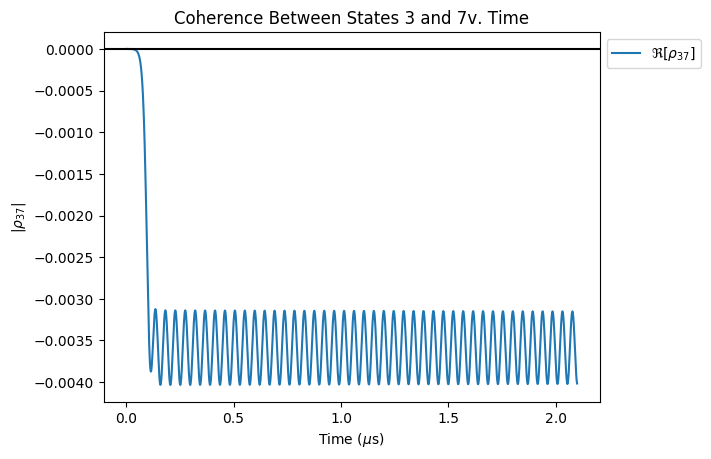 Coherence Between States 3 and 7v. Time
ℜ[ρ₃₇]
0.0000
−0.0005
−0.0010
−0.0015
−0.0020
−0.0025
−0.0030
−0.0035
−0.0040
|ρ₃₇|
0.0 0.5 1.0 1.5 2.0
Time (μs)